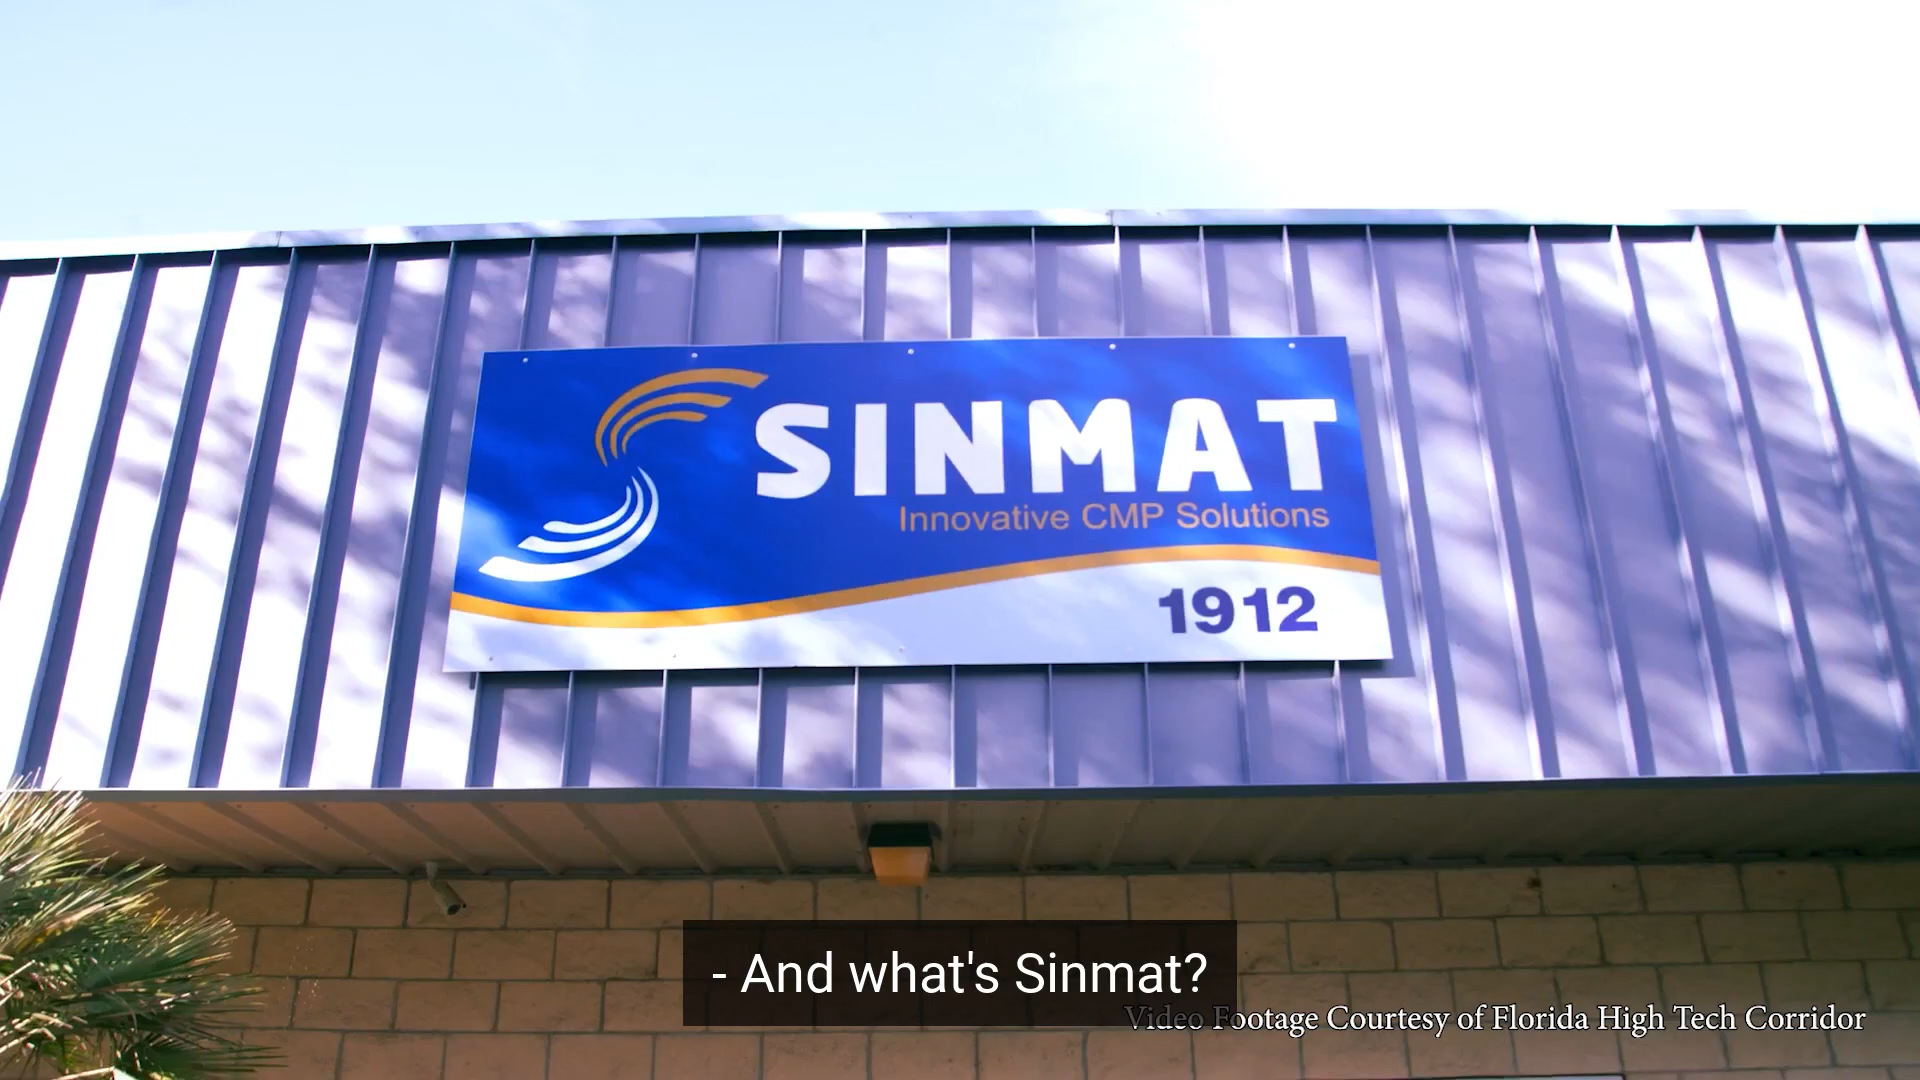 SINMAT
Innovative CMP Solutions
1912
- And what's Sinmat?
Video Footage Courtesy of Florida High Tech Corridor